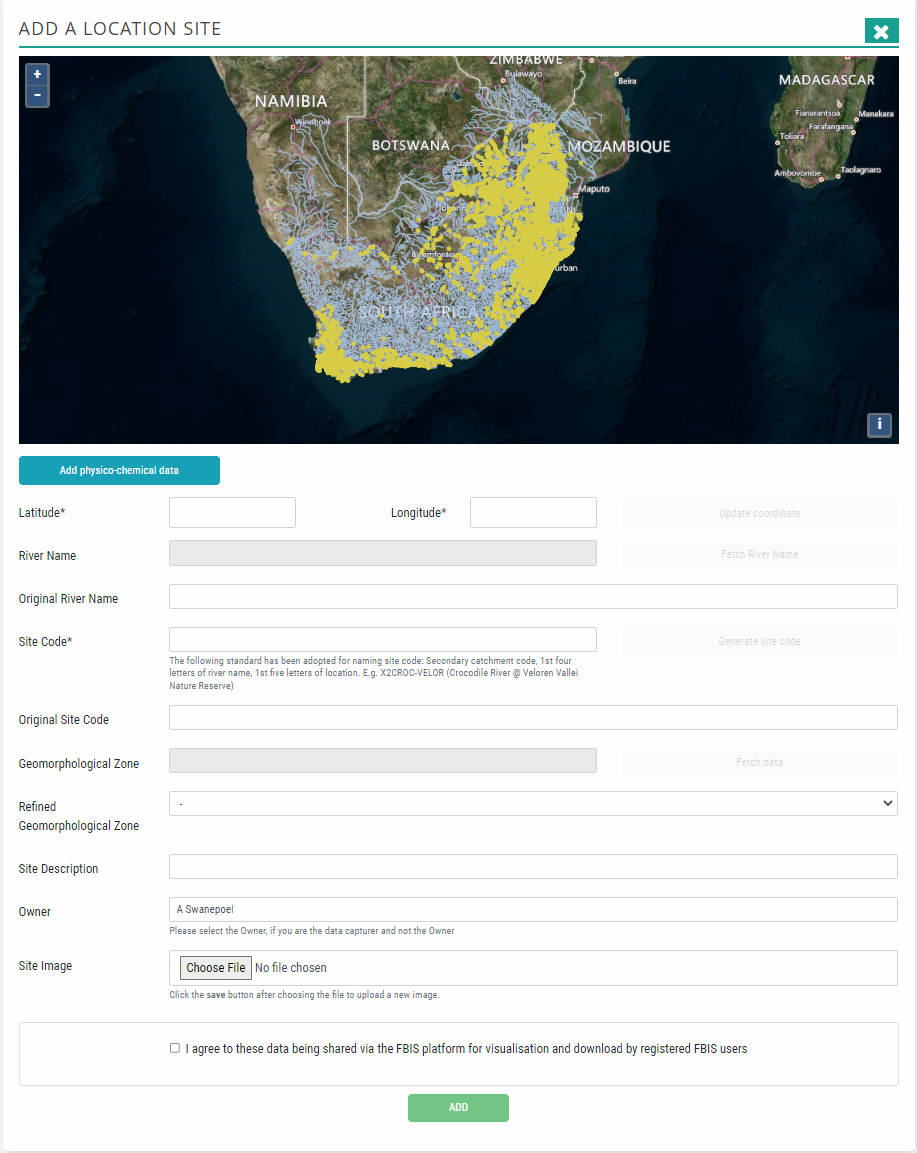 ADD A LOCATION SITE
+
-
ZIMBABWE
Bulawayo
Beira
NAMIBIA
Windhoek
BOTSWANA
MOZAMBIQUE
Maputo
MADAGASCAR
Fianarantsoa
Manakara
Farafangana
Toliara
Ambovombe
Taolagnaro
Bloemfontein
urban
SOUTH AFRICA
i
Add physico-chemical data
Latitude* Longitude* Update coordinate
River Name Fetch River Name
Original River Name
Site Code* Generate site code
The following standard has been adopted for naming site code: Secondary catchment code, 1st four
letters of river name, 1st five letters of location. E.g. X2CROC-VELOR (Crocodile River @ Veloren Vallei
Nature Reserve)
Original Site Code
Geomorphological Zone Fetch data
Refined
Geomorphological Zone
-
Site Description
Owner A Swanepoel
Please select the Owner, if you are the data capturer and not the Owner
Site Image Choose File No file chosen
Click the save button after choosing the file to upload a new image.
I agree to these data being shared via the FBIS platform for visualisation and download by registered FBIS users
ADD